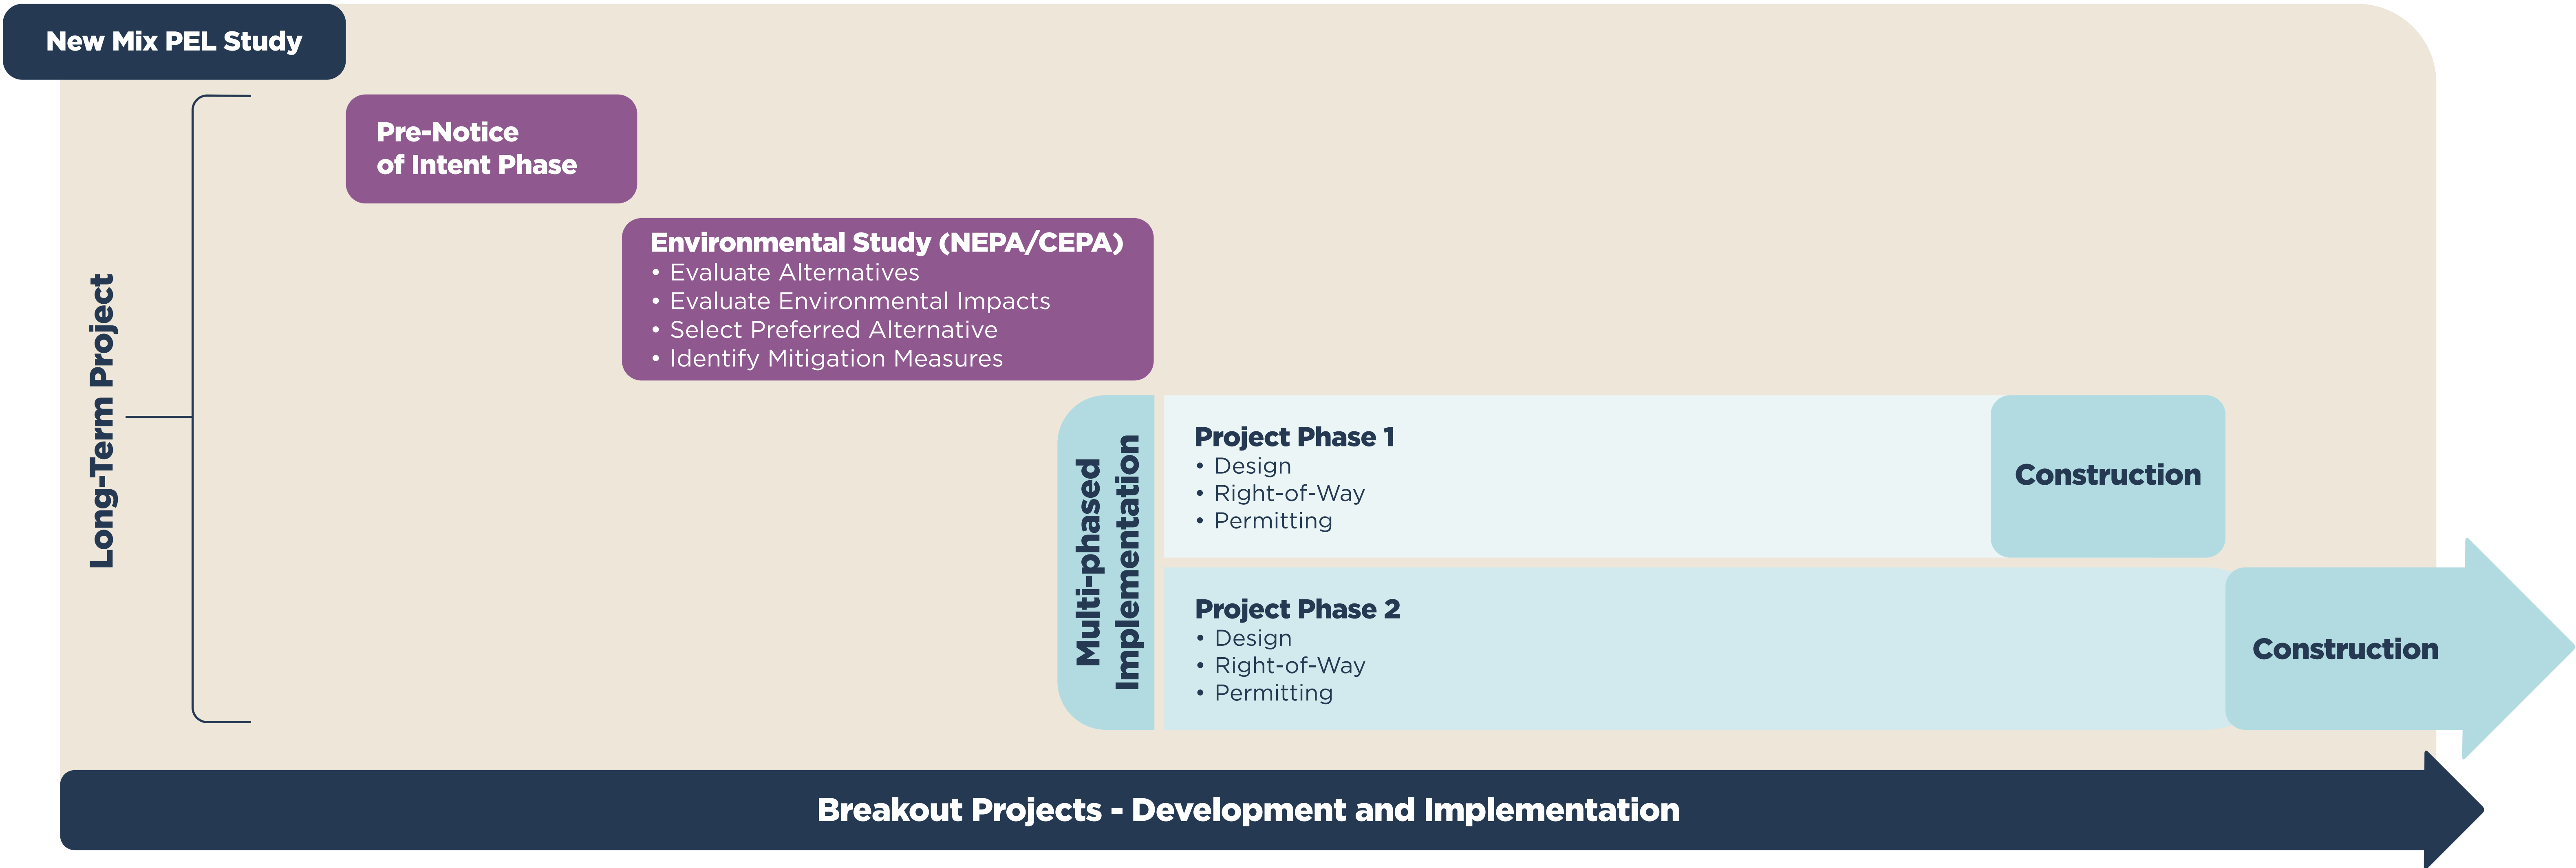 New Mix PEL Study
Pre-Notice
of Intent Phase
Environmental Study (NEPA/CEPA)
• Evaluate Alternatives
• Evaluate Environmental Impacts
• Select Preferred Alternative
• Identify Mitigation Measures
Long-Term Project
Multi-phased
Implementation
Project Phase 1
• Design
• Right-of-Way
• Permitting
Construction
Project Phase 2
• Design
• Right-of-Way
• Permitting
Construction
Breakout Projects - Development and Implementation